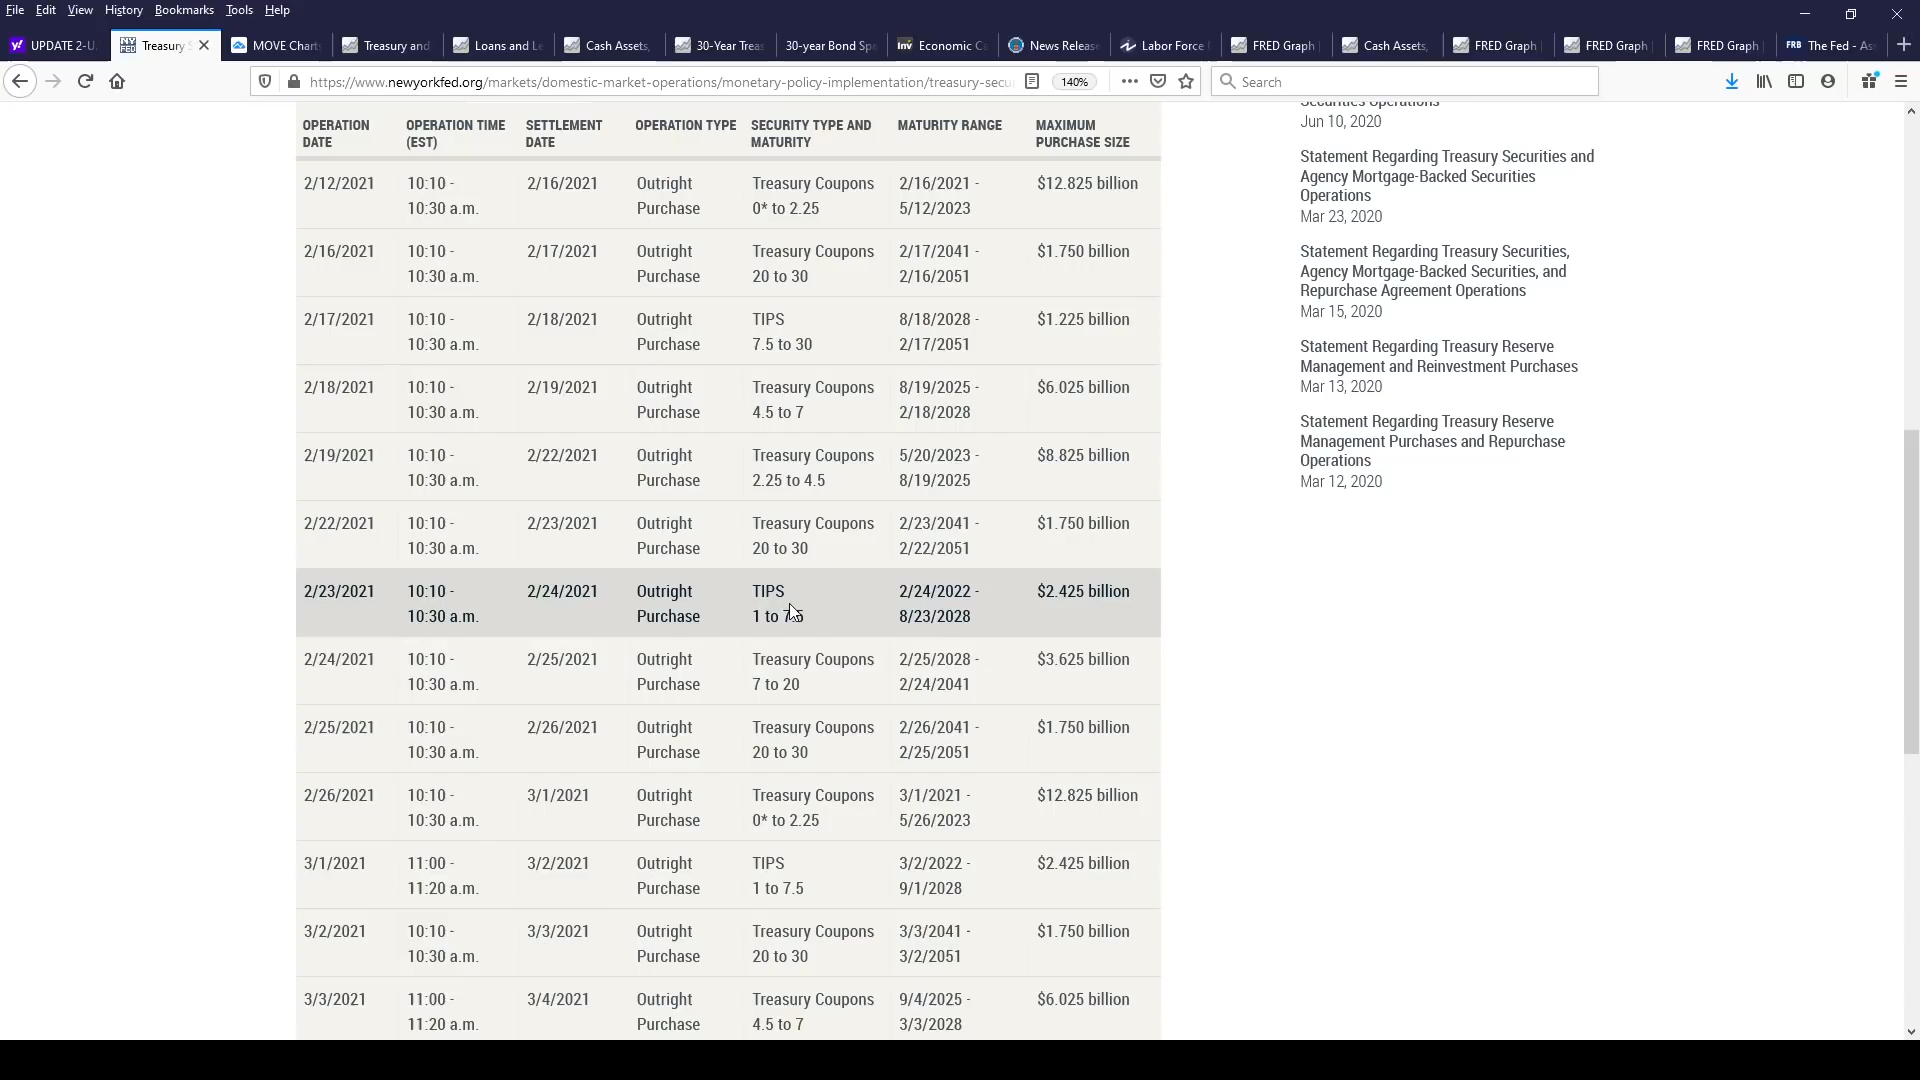 File Edit View History Bookmarks Tools Help
UPDATE 2-U. Treasury S MOVE Chart Treasury and Loans and Le Cash Assets, 30-Year Trea 30-year Bond Sp Economic C News Release Labor Force FRED Graph Cash Assets, FRED Graph FRED Graph FRED Graph The Fed - As
https://www.newyorkfed.org/markets/domestic-market-operations/monetary-policy-implementation/treasury-secu 140% Search
OPERATION DATE OPERATION TIME (EST) SETTLEMENT DATE OPERATION TYPE SECURITY TYPE AND MATURITY MATURITY RANGE MAXIMUM PURCHASE SIZE
2/12/2021 10:10 - 2/16/2021 Outright Treasury Coupons 2/16/2021 - $12.825 billion
10:30 a.m. Purchase 0* to 2.25 5/12/2023
2/16/2021 10:10 - 2/17/2021 Outright Treasury Coupons 2/17/2041 - $1.750 billion
10:30 a.m. Purchase 20 to 30 2/16/2051
2/17/2021 10:10 - 2/18/2021 Outright TIPS 8/18/2028 - $1.225 billion
10:30 a.m. Purchase 7.5 to 30 2/17/2051
2/18/2021 10:10 - 2/19/2021 Outright Treasury Coupons 8/19/2025 - $6.025 billion
10:30 a.m. Purchase 4.5 to 7 2/18/2028
2/19/2021 10:10 - 2/22/2021 Outright Treasury Coupons 5/20/2023 - $8.825 billion
10:30 a.m. Purchase 2.25 to 4.5 8/19/2025
2/22/2021 10:10 - 2/23/2021 Outright Treasury Coupons 2/23/2041 - $1.750 billion
10:30 a.m. Purchase 20 to 30 2/22/2051
2/23/2021 10:10 - 2/24/2021 Outright TIPS 2/24/2022 - $2.425 billion
10:30 a.m. Purchase 1 to 7.5 8/23/2028
2/24/2021 10:10 - 2/25/2021 Outright Treasury Coupons 2/25/2028 - $3.625 billion
10:30 a.m. Purchase 7 to 20 2/24/2041
2/25/2021 10:10 - 2/26/2021 Outright Treasury Coupons 2/26/2041 - $1.750 billion
10:30 a.m. Purchase 20 to 30 2/25/2051
2/26/2021 10:10 - 3/1/2021 Outright Treasury Coupons 3/1/2021 - $12.825 billion
10:30 a.m. Purchase 0* to 2.25 5/26/2023
3/1/2021 11:00 - 3/2/2021 Outright TIPS 3/2/2022 - $2.425 billion
11:20 a.m. Purchase 1 to 7.5 9/1/2028
3/2/2021 10:10 - 3/3/2021 Outright Treasury Coupons 3/3/2041 - $1.750 billion
10:30 a.m. Purchase 20 to 30 3/2/2051
3/3/2021 11:00 - 3/4/2021 Outright Treasury Coupons 9/4/2025 - $6.025 billion
11:20 a.m. Purchase 4.5 to 7 3/3/2028
Securities Operations
Jun 10, 2020
Statement Regarding Treasury Securities and
Agency Mortgage-Backed Securities
Operations
Mar 23, 2020
Statement Regarding Treasury Securities,
Agency Mortgage-Backed Securities, and
Repurchase Agreement Operations
Mar 15, 2020
Statement Regarding Treasury Reserve
Management and Reinvestment Purchases
Mar 13, 2020
Statement Regarding Treasury Reserve
Management Purchases and Repurchase
Operations
Mar 12, 2020